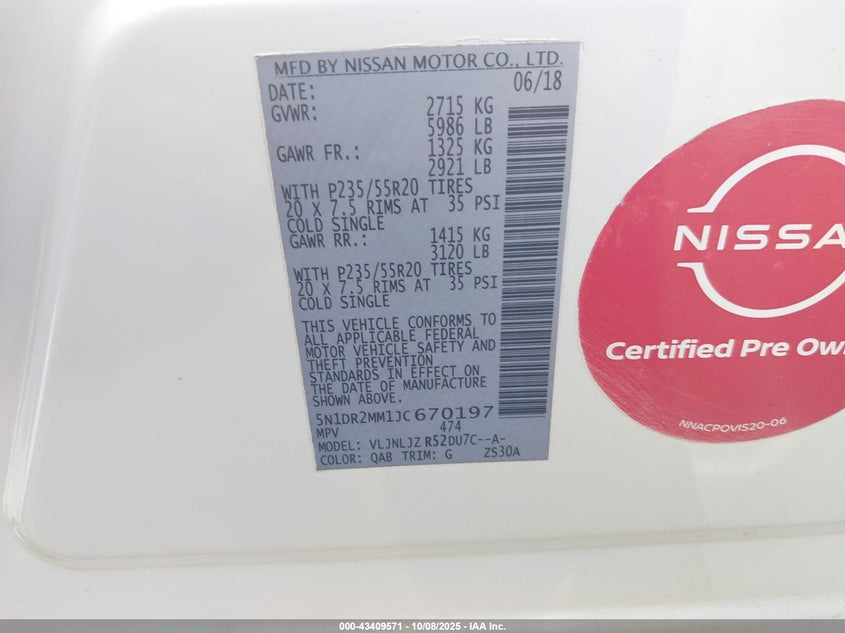 MFD BY NISSAN MOTOR CO., LTD.
DATE: 06/18
GVWR: 2715 KG
5986 LB
GAWR FR.: 1325 KG
2921 LB
WITH P235/55R20 TIRES
20 X 7.5 RIMS AT 35 PSI
COLD SINGLE
GAWR RR.: 1415 KG
3120 LB
WITH P235/55R20 TIRES
20 X 7.5 RIMS AT 35 PSI
COLD SINGLE
THIS VEHICLE CONFORMS TO
ALL APPLICABLE FEDERAL
MOTOR VEHICLE SAFETY AND
THEFT PREVENTION
STANDARDS IN EFFECT ON
THE DATE OF MANUFACTURE
SHOWN ABOVE.
5N1DR2MM1JC670197
MPV 474
MODEL: VLJNLJZ R52DU7C--A-
COLOR: QAB TRIM: G ZS30A
NISSA
Certified Pre Own
NNACPOVIS20-06
000-43409571 - 10/08/2025 - IAA Inc.